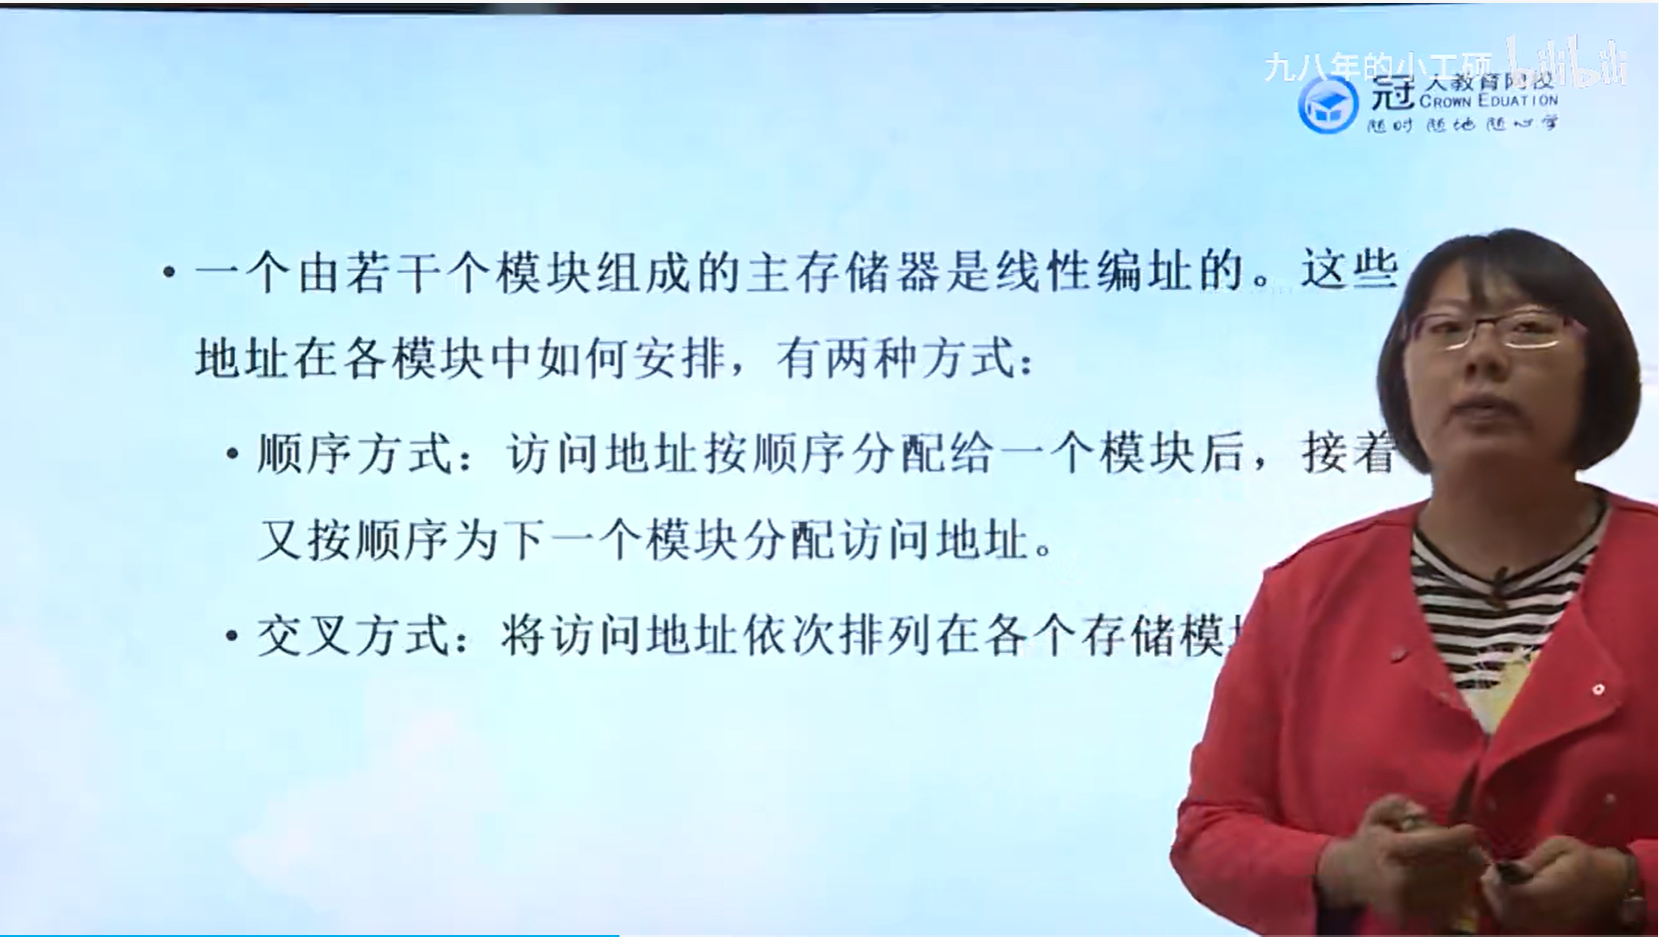 九八年的小工硕 bilibili
冠人教育网校
CROWN EDUATION
随时 随地 随心学
• 一个由若干个模块组成的主存储器是线性编址的。这些
地址在各模块中如何安排，有两种方式：
• 顺序方式：访问地址按顺序分配给一个模块后，接着
又按顺序为下一个模块分配访问地址。
• 交叉方式：将访问地址依次排列在各个存储模